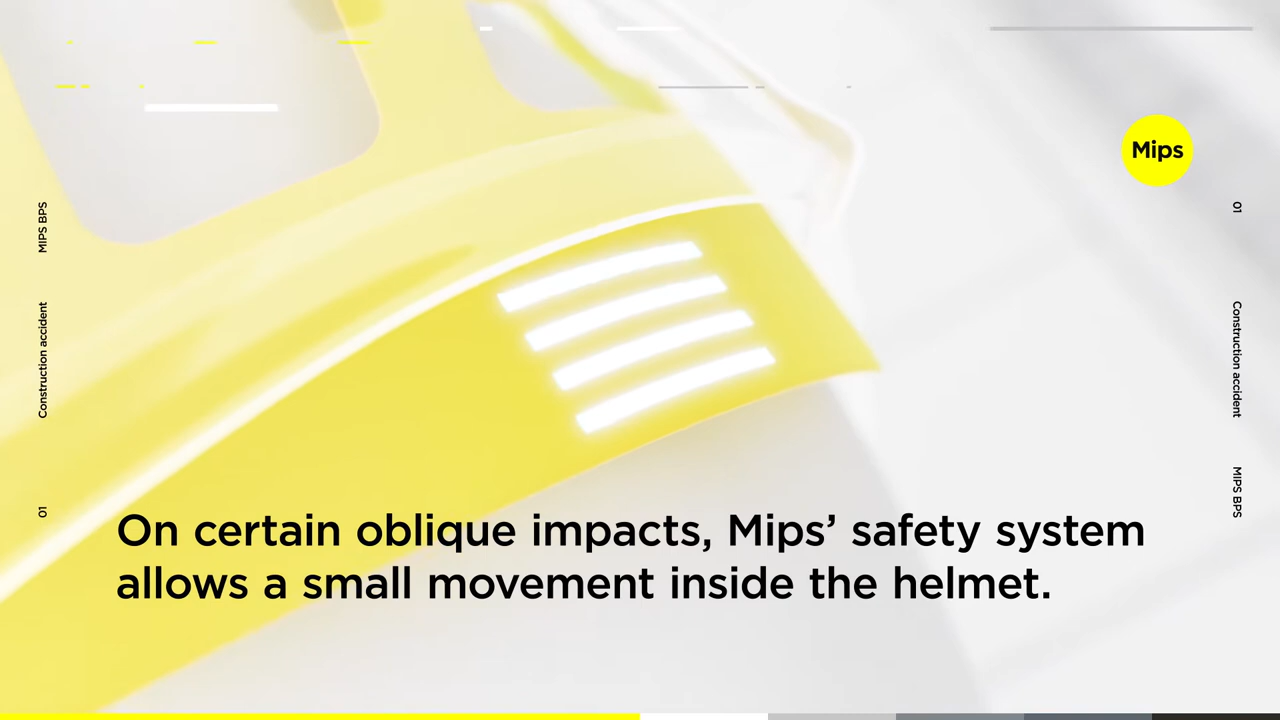 Mips
MIPS BPS
Construction accident
01
01
Construction accident
MIPS BPS
On certain oblique impacts, Mips’ safety system
allows a small movement inside the helmet.